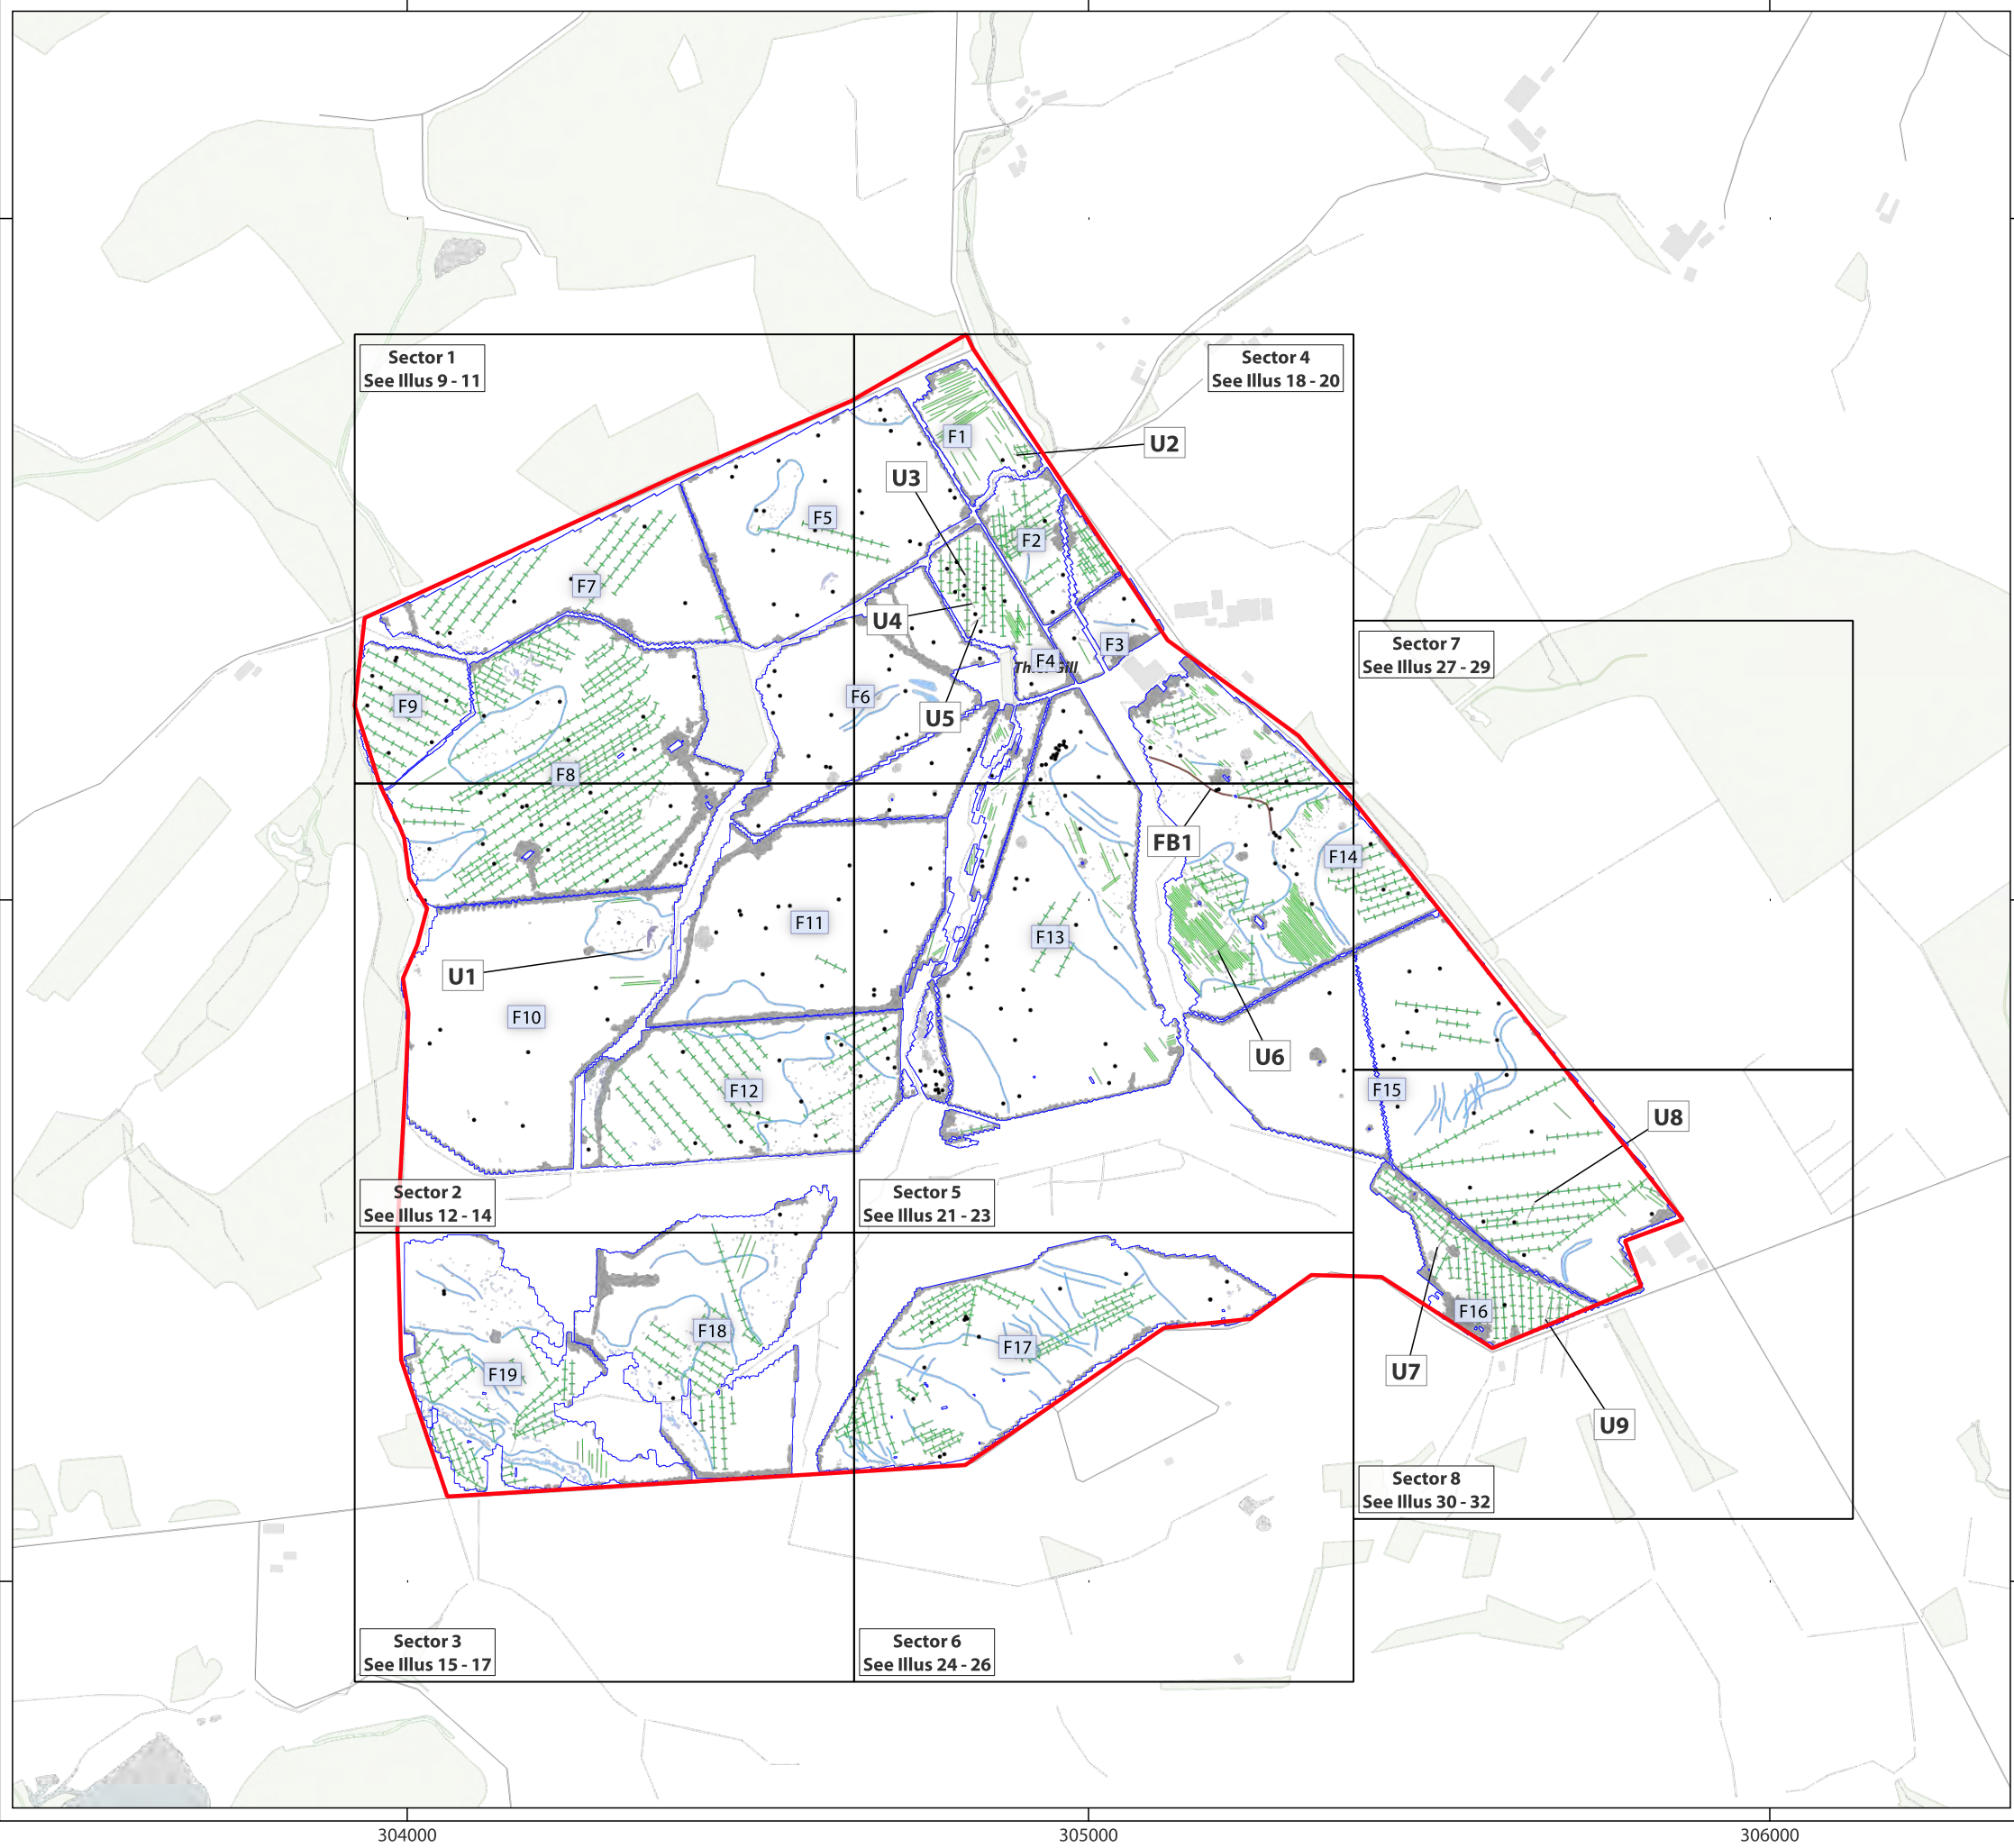 Sector 1
See Illus 9 - 11
Sector 4
See Illus 18 - 20
F1
U2
U3
F5
F2
F7
U4
F3
F4
Sector 7
See Illus 27 - 29
F9
F6
U5
F8
FB1
F14
F11
F13
U1
F10
U6
F12
F15
U8
Sector 2
See Illus 12 - 14
Sector 5
See Illus 21 - 23
F16
F18
F17
F19
U7
U9
Sector 8
See Illus 30 - 32
Sector 3
See Illus 15 - 17
Sector 6
See Illus 24 - 26
304000
305000
306000